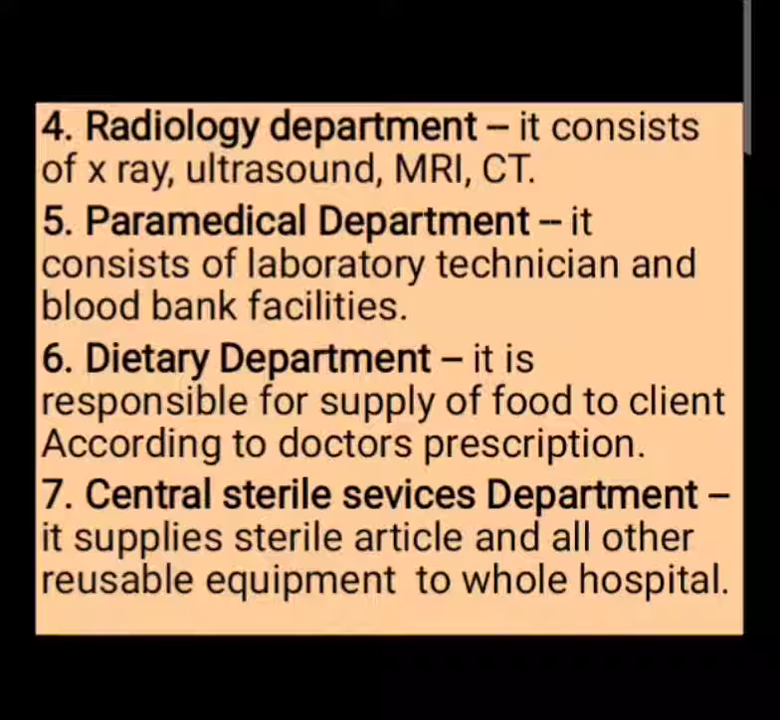 4. Radiology department – it consists
of x ray, ultrasound, MRI, CT.
5. Paramedical Department – it
consists of laboratory technician and
blood bank facilities.
6. Dietary Department – it is
responsible for supply of food to client
According to doctors prescription.
7. Central sterile sevices Department –
it supplies sterile article and all other
reusable equipment  to whole hospital.